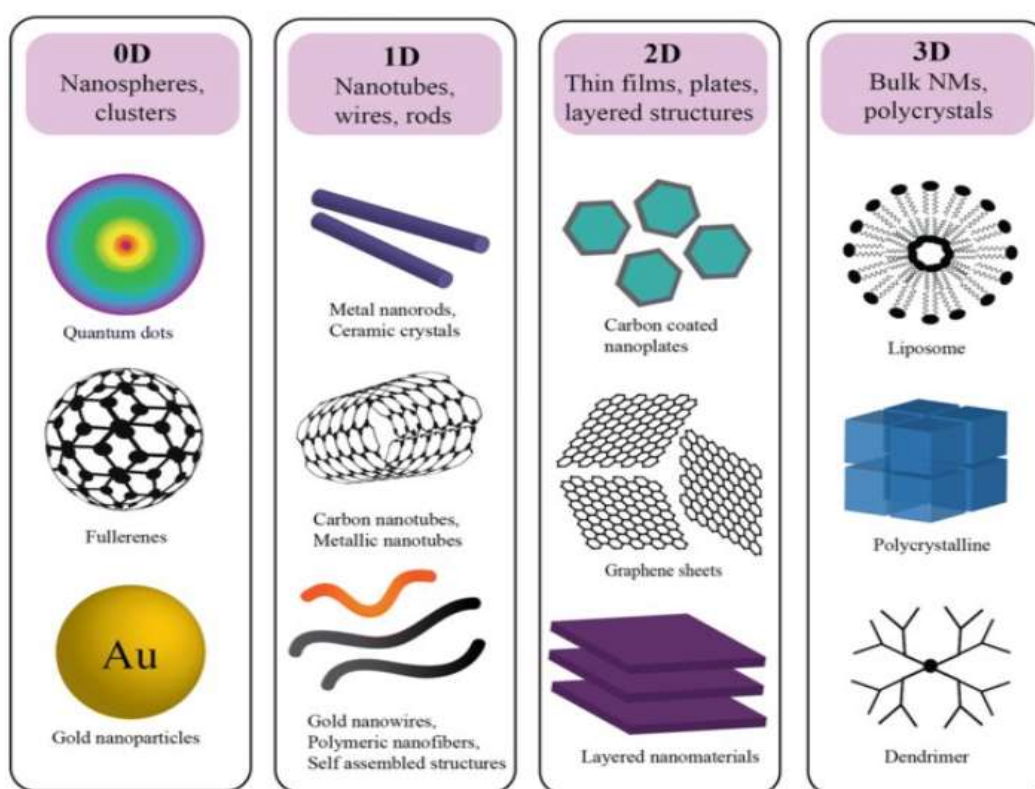 0D
Nanospheres,
clusters
Quantum dots
Fullerenes
Au
Gold nanoparticles
1D
Nanotubes,
wires, rods
Metal nanorods,
Ceramic crystals
Carbon nanotubes,
Metallic nanotubes
Gold nanowires,
Polymeric nanofibers,
Self assembled structures
2D
Thin films, plates,
layered structures
Carbon coated
nanoplates
Graphene sheets
Layered nanomaterials
3D
Bulk NMs,
polycrystals
Liposome
Polycrystalline
Dendrimer